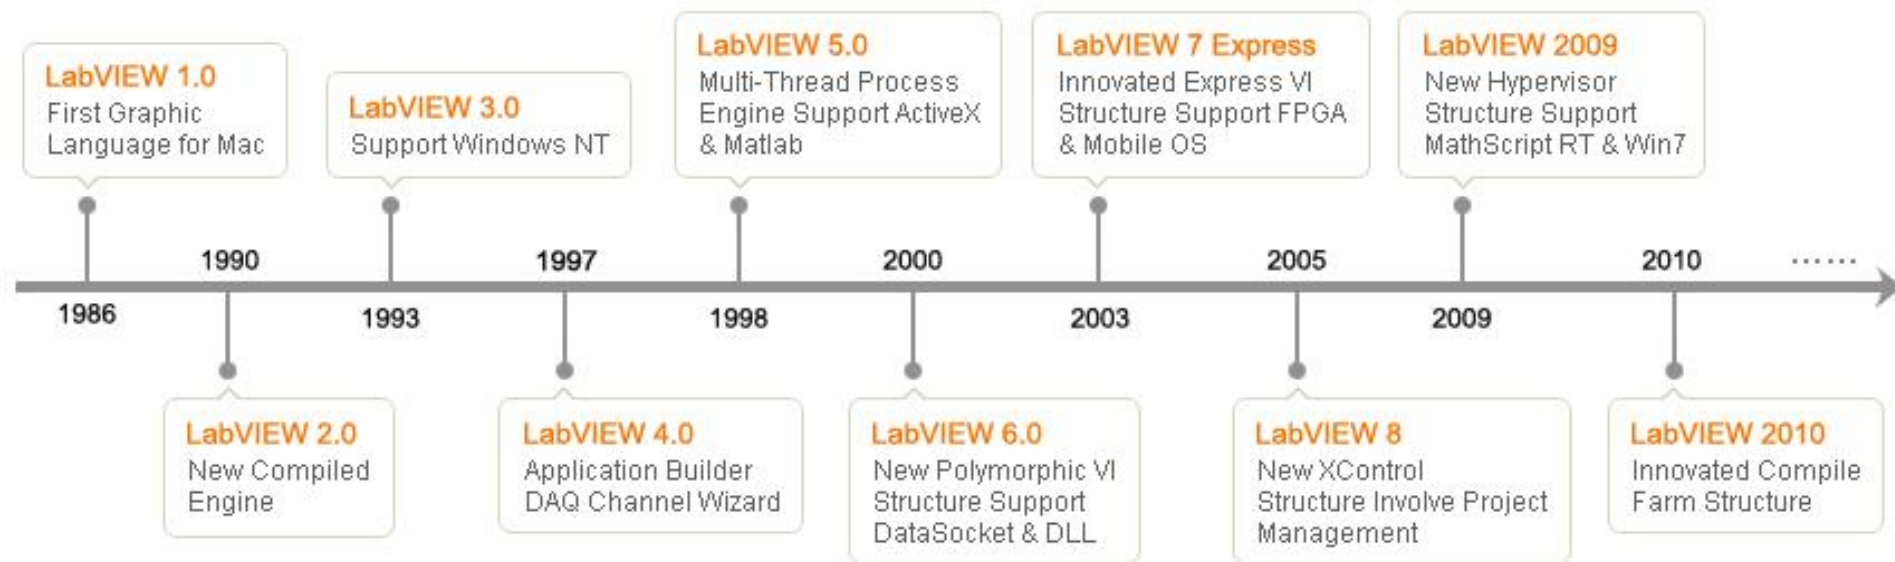 LabVIEW 1.0
First Graphic
Language for Mac
LabVIEW 3.0
Support Windows NT
LabVIEW 5.0
Multi-Thread Process
Engine Support ActiveX
& Matlab
LabVIEW 7 Express
Innovated Express VI
Structure Support FPGA
& Mobile OS
LabVIEW 2009
New Hypervisor
Structure Support
MathScript RT & Win7
1990
1997
2000
2005
2010
......
1986
1993
1998
2003
2009
LabVIEW 2.0
New Compiled
Engine
LabVIEW 4.0
Application Builder
DAQ Channel Wizard
LabVIEW 6.0
New Polymorphic VI
Structure Support
DataSocket & DLL
LabVIEW 8
New XControl
Structure Involve Project
Management
LabVIEW 2010
Innovated Compile
Farm Structure